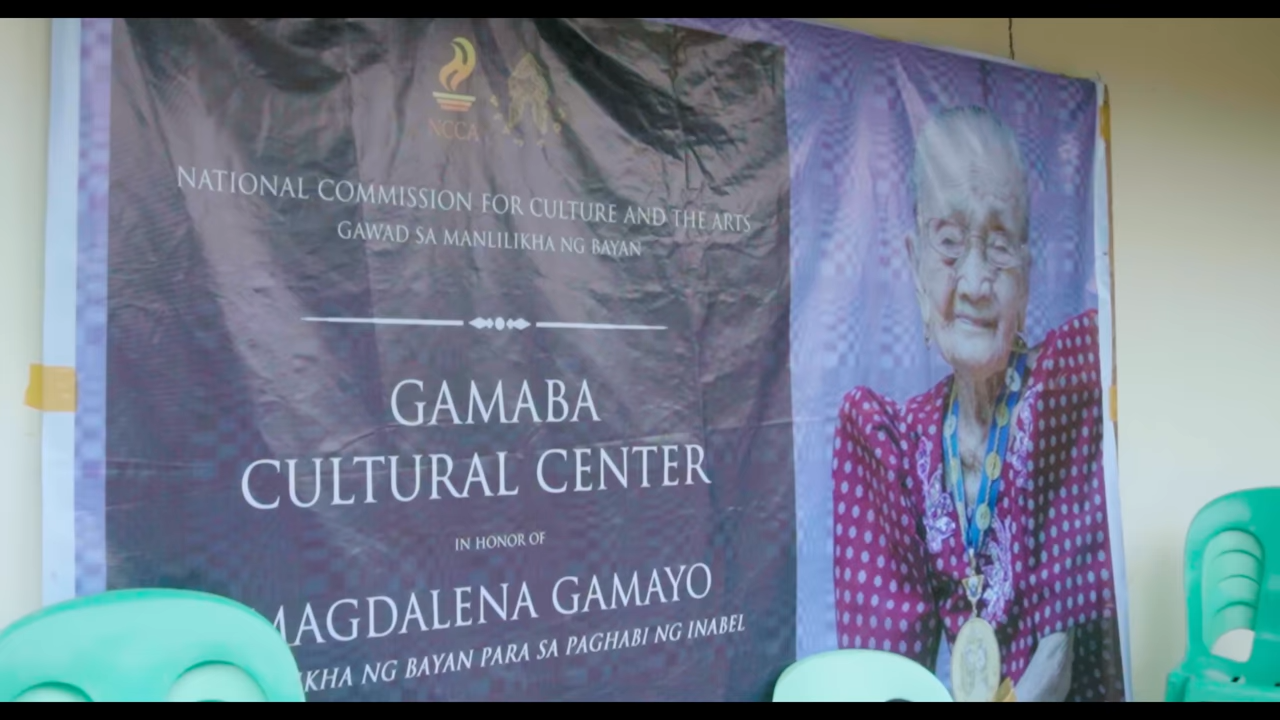 NCCA
NATIONAL COMMISSION FOR CULTURE AND THE ARTS
GAWAD SA MANLILIKHA NG BAYAN
GAMABA
CULTURAL CENTER
IN HONOR OF
MAGDALENA GAMAYO
NG BAYAN PARA SA PAGHABI NG INABEL